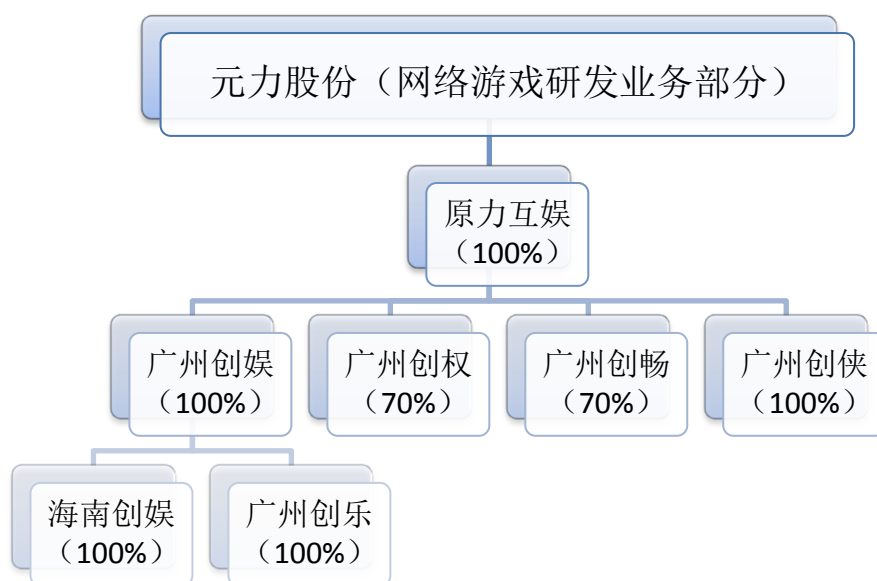 元力股份（网络游戏研发业务部分）
原力互娱
（100%）
广州创娱
（100%）
广州创权
（70%）
广州创畅
（70%）
广州创侠
（100%）
海南创娱
（100%）
广州创乐
（100%）